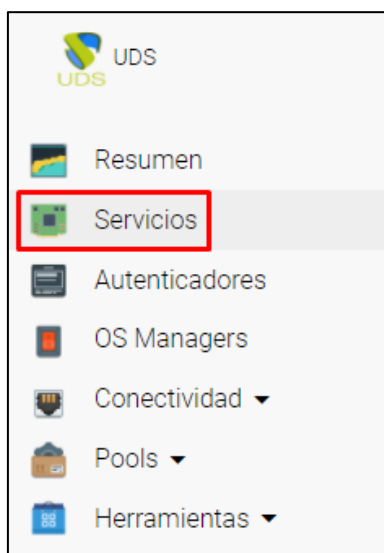 UDS
UDS
Resumen
Servicios
Autenticadores
OS Managers
Conectividad
Pools
Herramientas